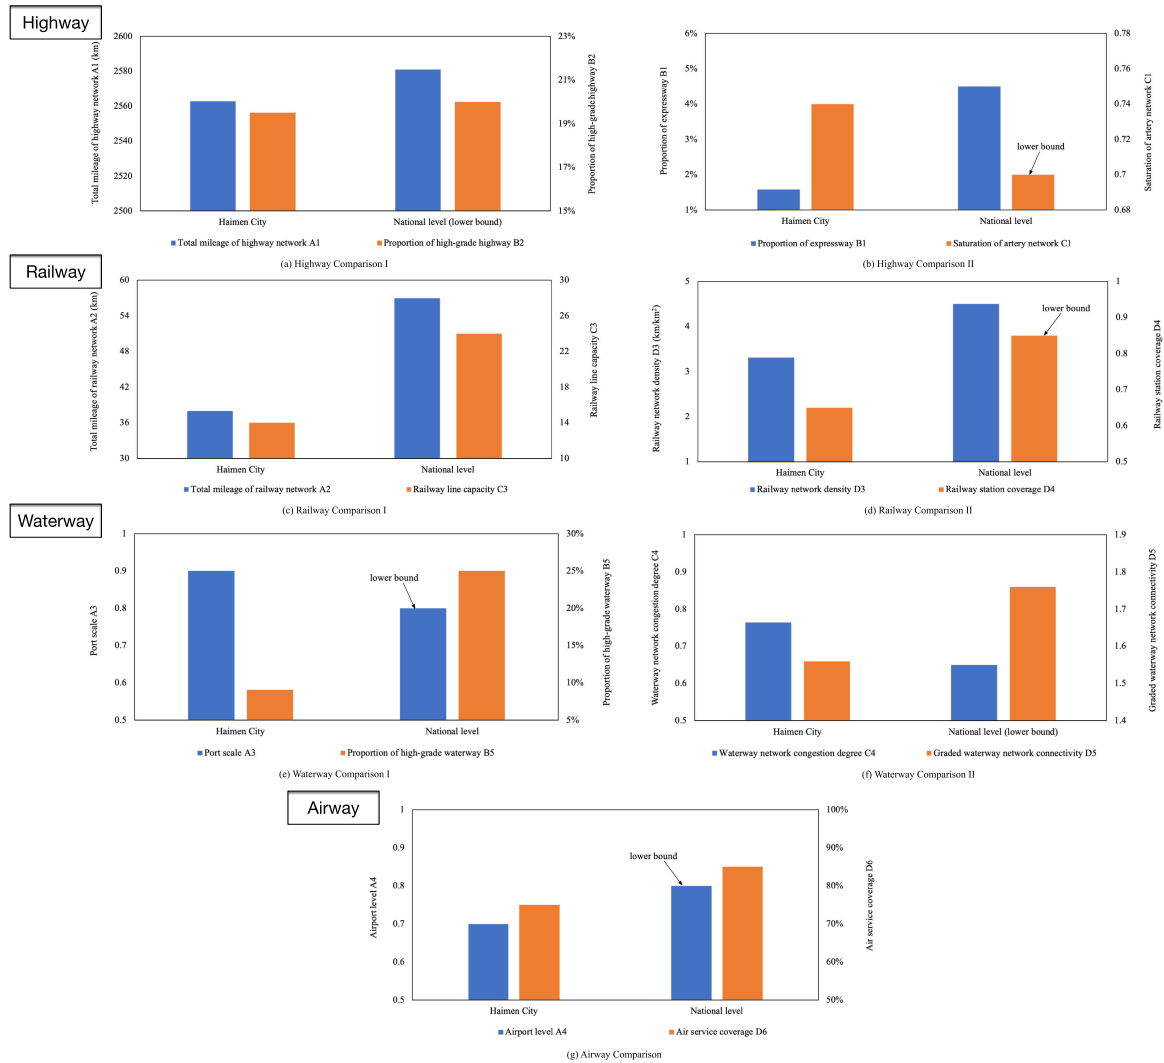 Highway
Total mileage of highway network A1 (km)
2600
2580
2560
2540
2520
2500
23%
21%
19%
17%
15%
Proportion of high-grade highway B2
Haimen City
National level (lower bound)
Total mileage of highway network A1
Proportion of high-grade highway B2
(a) Highway Comparison I
Proportion of expressway B1
6%
5%
4%
3%
2%
1%
0.78
0.76
0.74
0.72
0.7
0.68
Saturation of artery network C1
lower bound
Haimen City
National level
Proportion of expressway B1
Saturation of artery network C1
(b) Highway Comparison II
Railway
Total mileage of railway network A2 (km)
60
54
48
42
36
30
30
26
22
18
14
10
Railway line capacity C3
Haimen City
National level
Total mileage of railway network A2
Railway line capacity C3
(c) Railway Comparison I
Railway network density D3 (km/km²)
5
4
3
2
1
1
0.9
0.8
0.7
0.6
0.5
Railway station coverage D4
lower bound
Haimen City
National level
Railway network density D3
Railway station coverage D4
(d) Railway Comparison II
Waterway
Port scale A3
1
0.9
0.8
0.7
0.6
0.5
30%
25%
20%
15%
10%
5%
Proportion of high-grade waterway B5
lower bound
Haimen City
National level
Port scale A3
Proportion of high-grade waterway B5
(e) Waterway Comparison I
Waterway network congestion degree C4
1
0.9
0.8
0.7
0.6
0.5
1.9
1.8
1.7
1.6
1.5
1.4
Graded waterway network connectivity D5
Haimen City
National level (lower bound)
Waterway network congestion degree C4
Graded waterway network connectivity D5
(f) Waterway Comparison II
Airway
Airport level A4
1
0.9
0.8
0.7
0.6
0.5
100%
90%
80%
70%
60%
50%
Air service coverage D6
lower bound
Haimen City
National level
Airport level A4
Air service coverage D6
(g) Airway Comparison